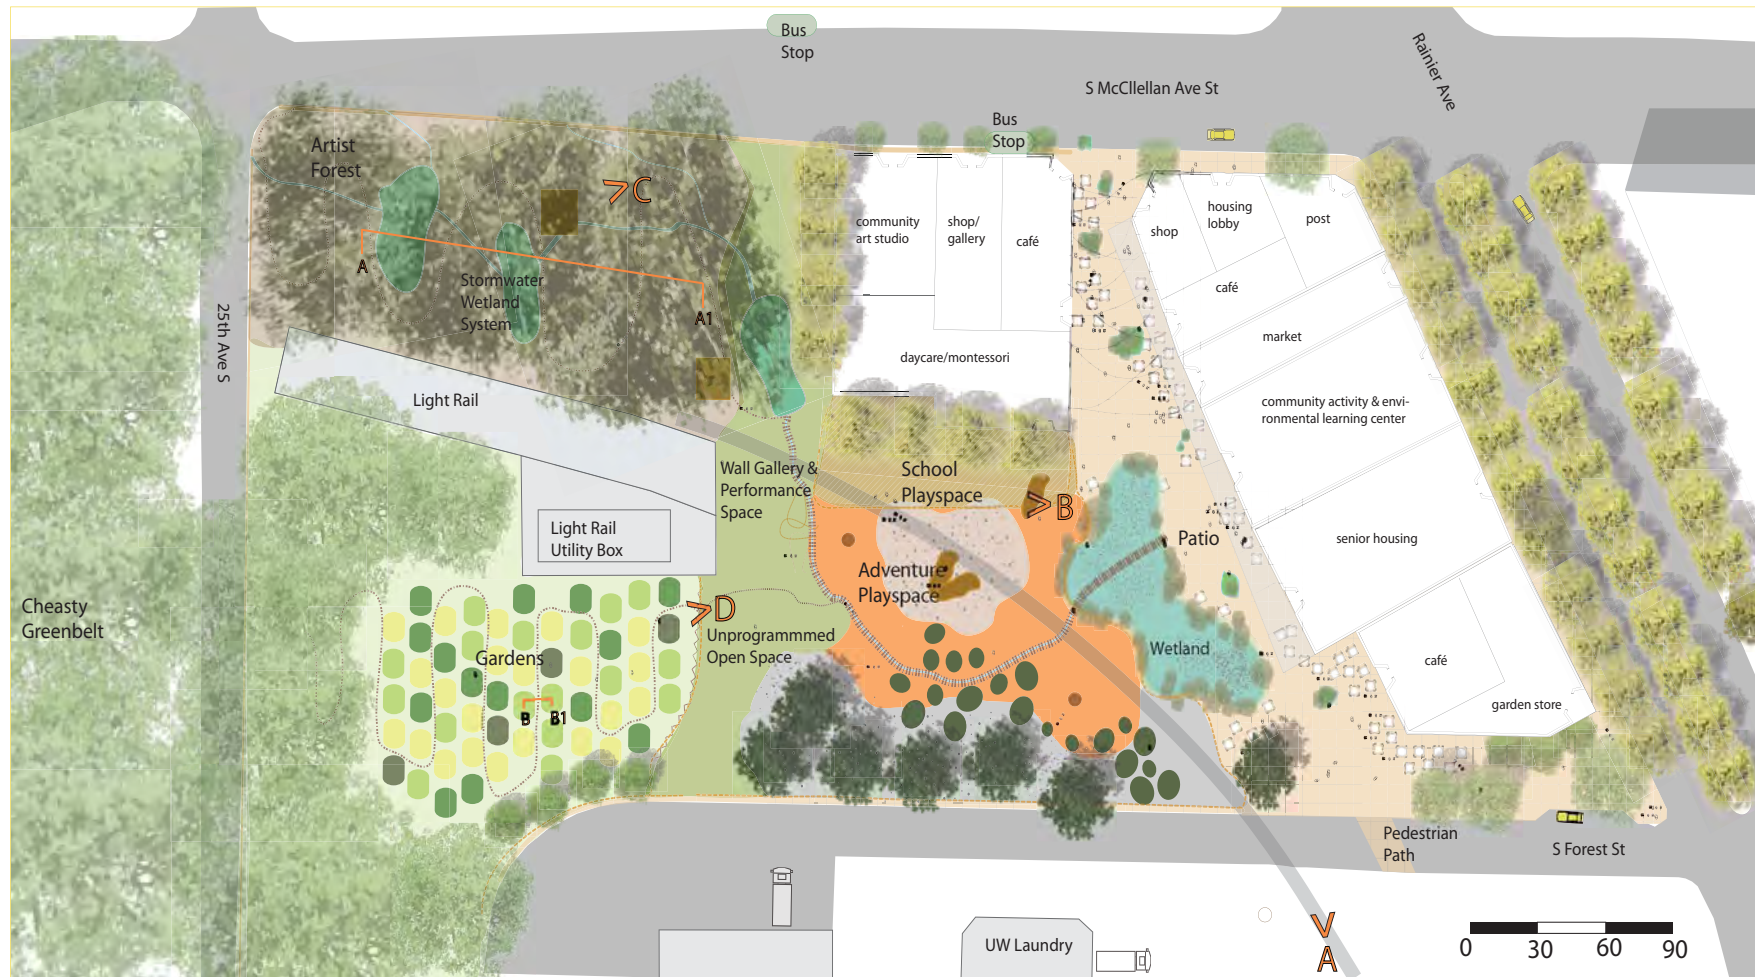 Bus
Stop
Rainier Ave
S McCllellan Ave St
Bus
Stop
Artist
Forest
C
housing
lobby
post
shop
community
art studio
shop/
gallery
café
A
Stormwater
Wetland
System
A1
café
25th Ave S
market
daycare/montessori
Light Rail
community activity & envi-
ronmental learning center
Wall Gallery &
Performance
Space
School
Playspace
B
Light Rail
Utility Box
Patio
senior housing
Adventure
Playspace
Cheasty
Greenbelt
D
Unprogrammmed
Open Space
Gardens
Wetland
café
B
B1
garden store
Pedestrian
Path
S Forest St
UW Laundry
A
0 30 60 90